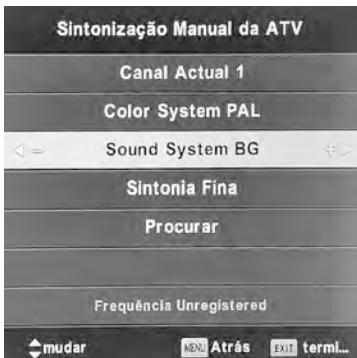 Sintonização Manual da ATV
Canal Actual 1
Color System PAL
Sound System BG
Sintonia Fina
Procurar
Frequência Unregistered
mudar MENU Atrás EXIT termi...